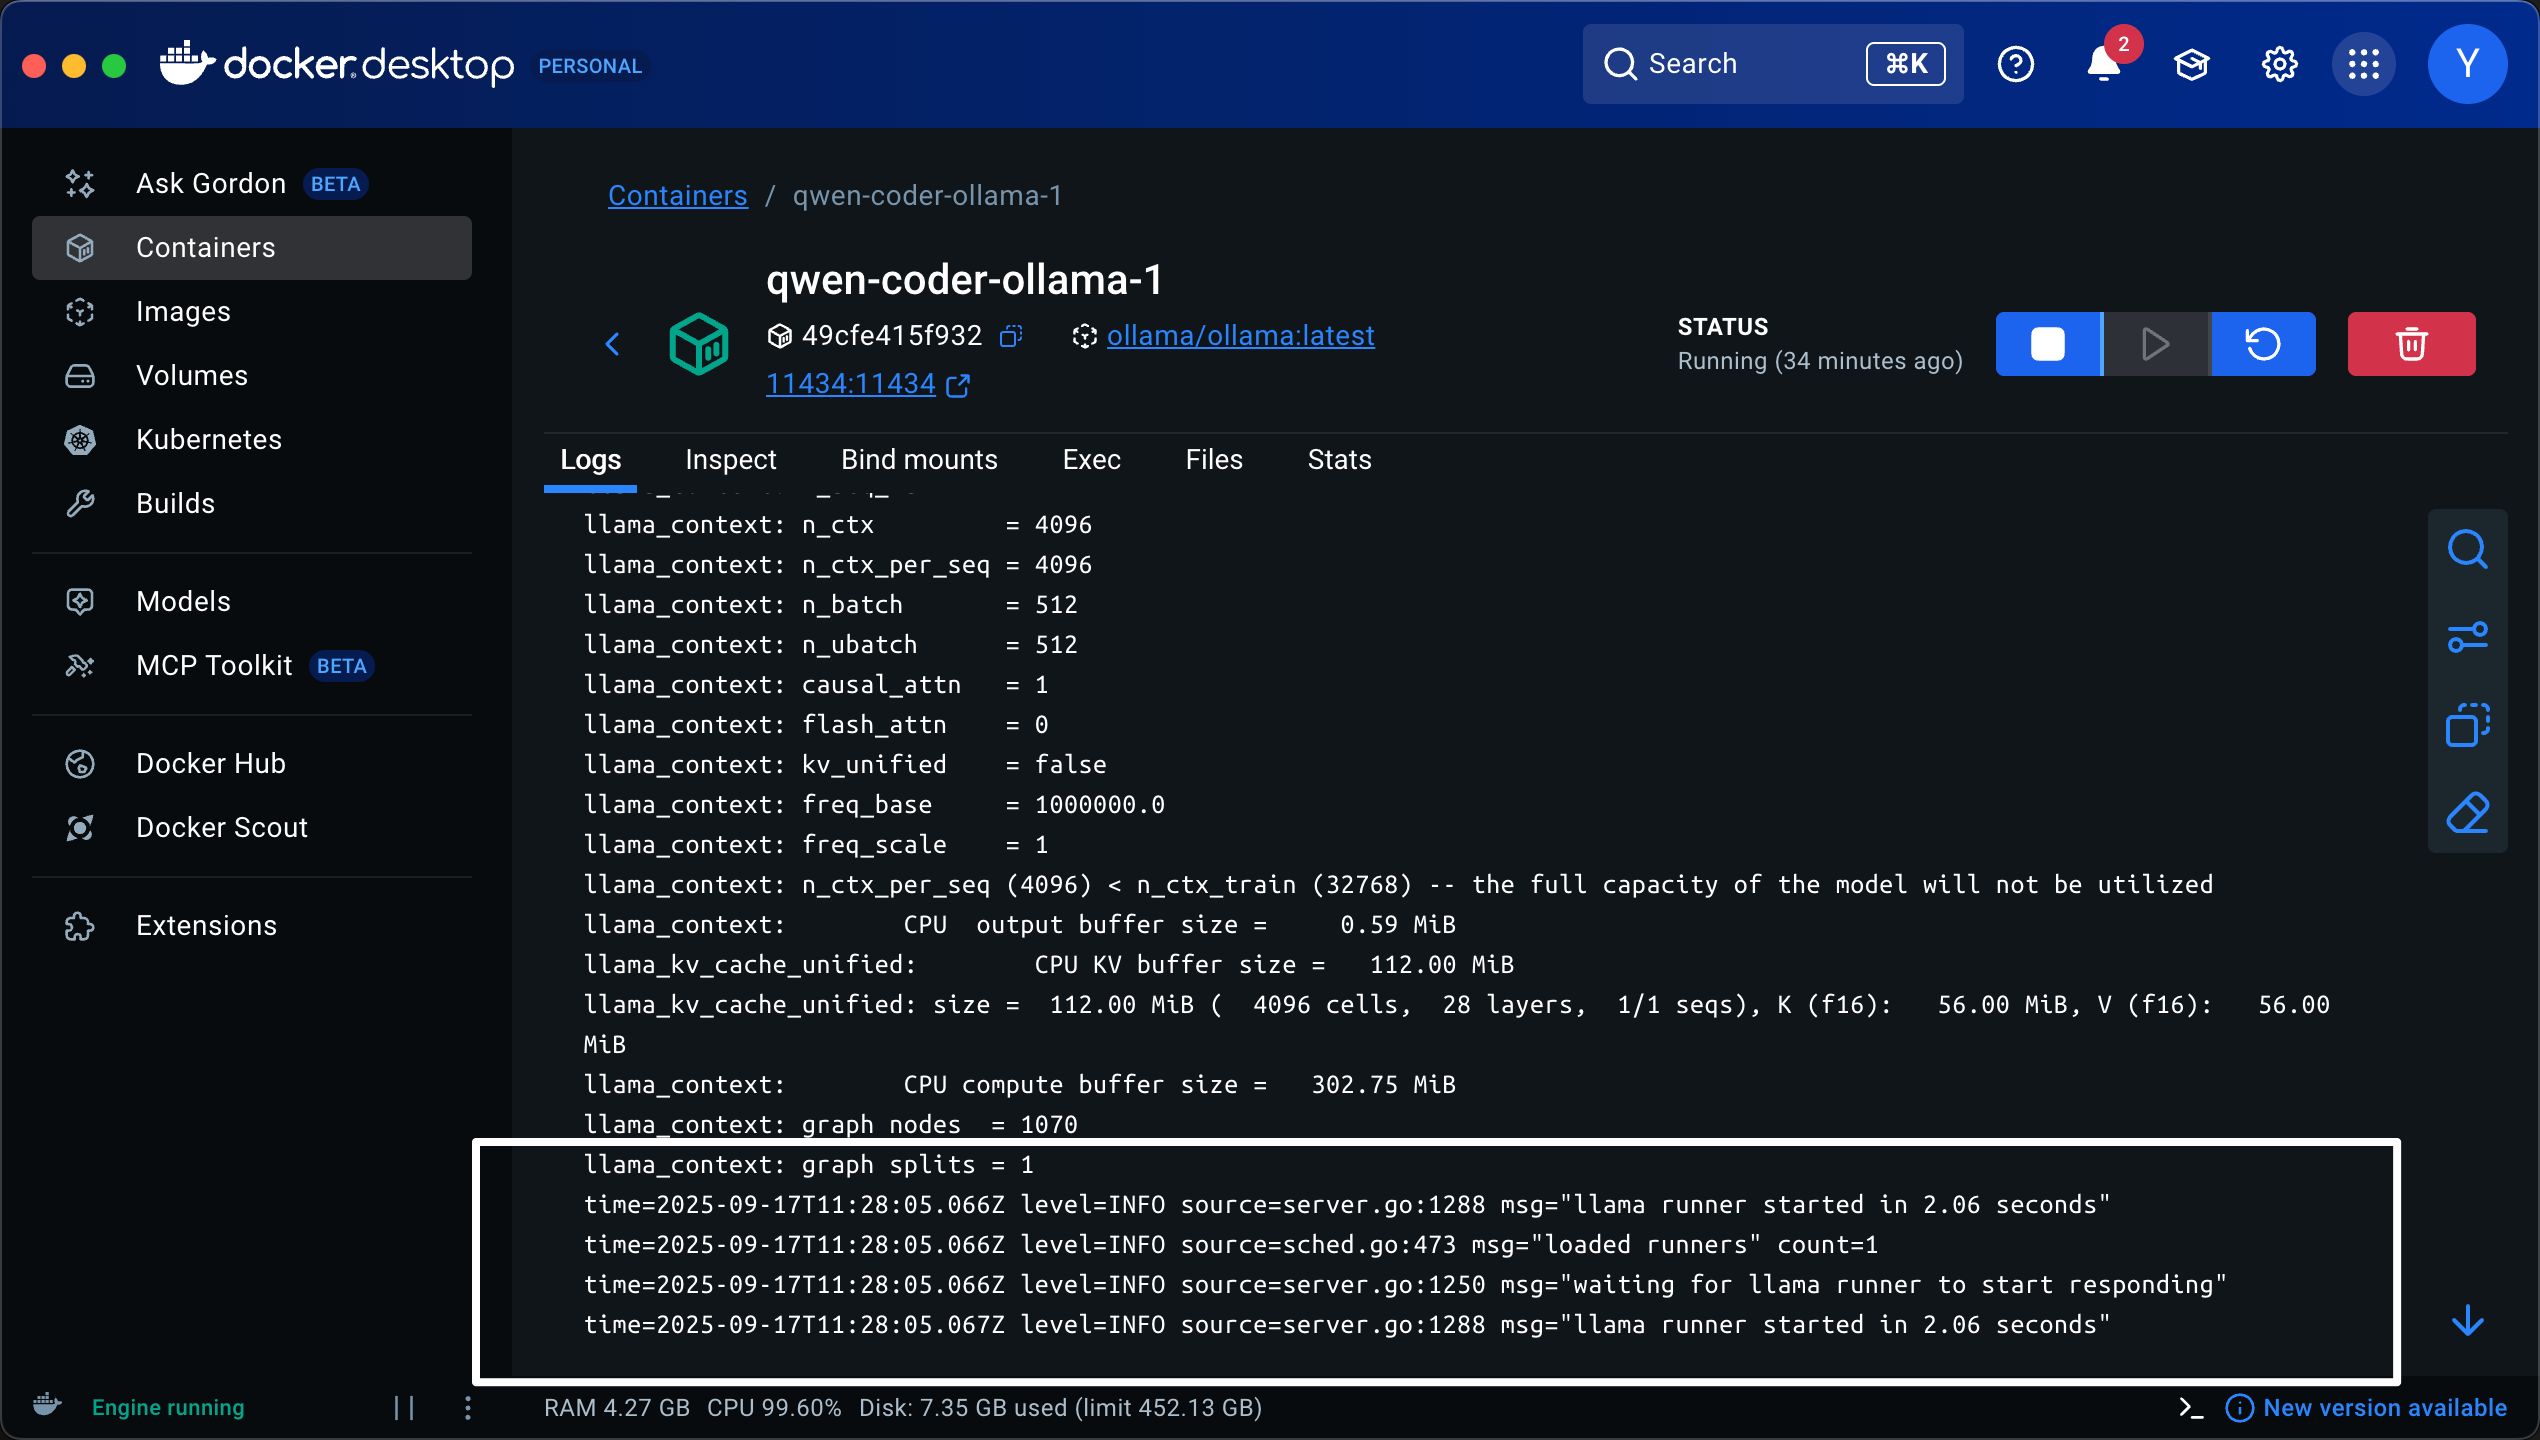 docker desktop PERSONAL
Search ⌘K
2
Y
Ask Gordon BETA
Containers
Images
Volumes
Kubernetes
Builds
Models
MCP Toolkit BETA
Docker Hub
Docker Scout
Extensions
Containers / qwen-coder-ollama-1
qwen-coder-ollama-1
49cfe415f932 ollama/ollama:latest
11434:11434
STATUS
Running (34 minutes ago)
Logs Inspect Bind mounts Exec Files Stats
llama_context: n_ctx         = 4096
llama_context: n_ctx_per_seq = 4096
llama_context: n_batch       = 512
llama_context: n_ubatch      = 512
llama_context: causal_attn   = 1
llama_context: flash_attn    = 0
llama_context: kv_unified    = false
llama_context: freq_base     = 1000000.0
llama_context: freq_scale    = 1
llama_context: n_ctx_per_seq (4096) < n_ctx_train (32768) -- the full capacity of the model will not be utilized
llama_context:        CPU  output buffer size =     0.59 MiB
llama_kv_cache_unified:        CPU KV buffer size =   112.00 MiB
llama_kv_cache_unified: size =  112.00 MiB (  4096 cells,  28 layers,  1/1 seqs), K (f16):   56.00 MiB, V (f16):   56.00
MiB
llama_context:        CPU compute buffer size =   302.75 MiB
llama_context: graph nodes  = 1070
llama_context: graph splits = 1
time=2025-09-17T11:28:05.066Z level=INFO source=server.go:1288 msg="llama runner started in 2.06 seconds"
time=2025-09-17T11:28:05.066Z level=INFO source=sched.go:473 msg="loaded runners" count=1
time=2025-09-17T11:28:05.066Z level=INFO source=server.go:1250 msg="waiting for llama runner to start responding"
time=2025-09-17T11:28:05.067Z level=INFO source=server.go:1288 msg="llama runner started in 2.06 seconds"
Engine running
RAM 4.27 GB CPU 99.60% Disk: 7.35 GB used (limit 452.13 GB)
New version available